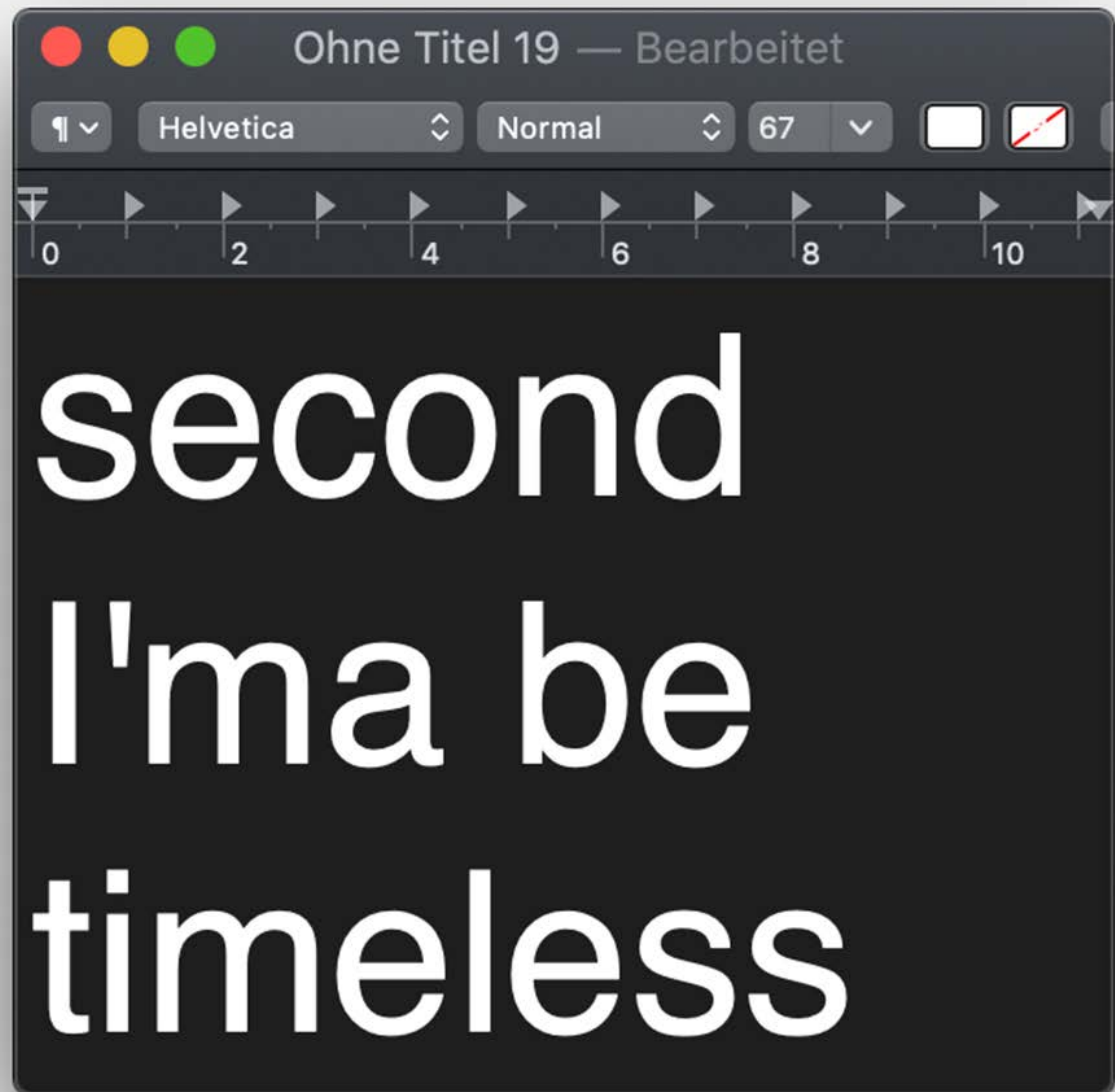 Ohne Titel 19 — Bearbeitet
¶ Helvetica Normal 67
0 2 4 6 8 10
second
I'ma be
timeless